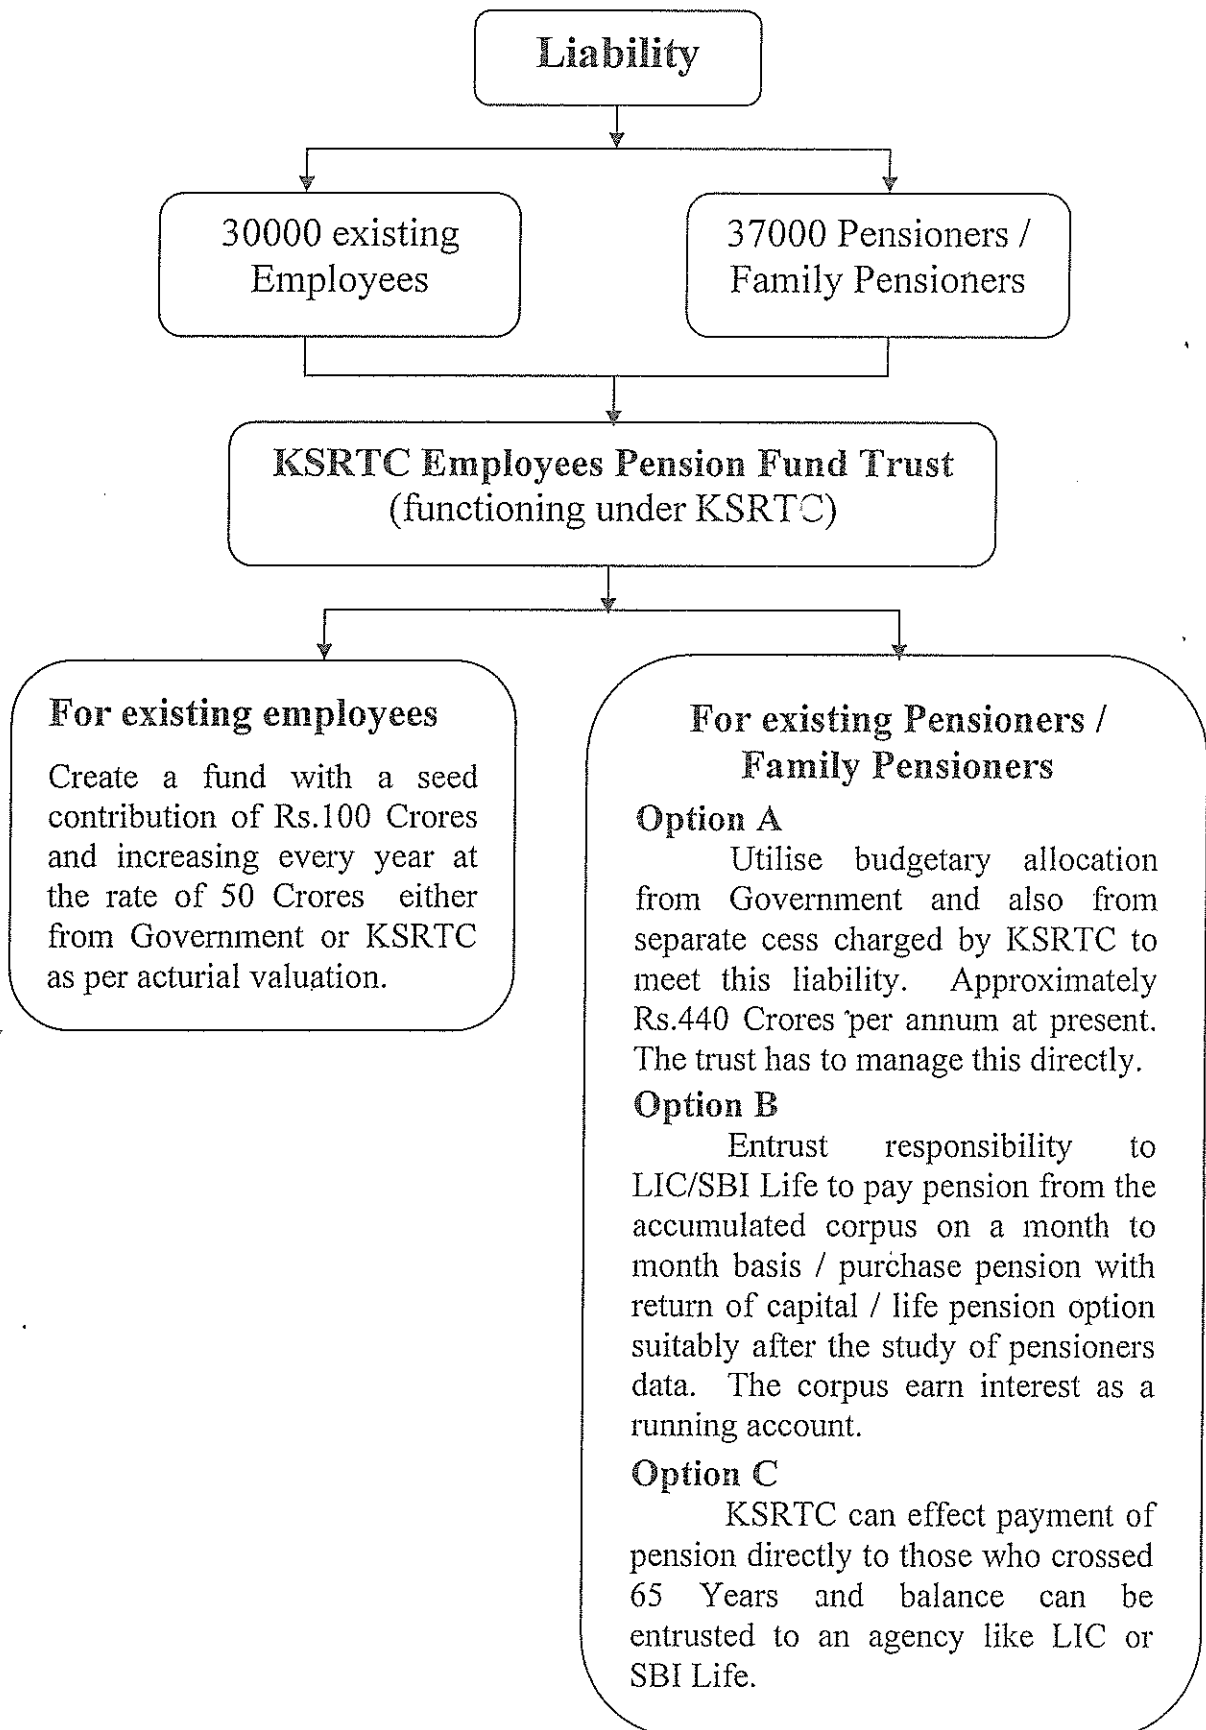 Liability
30000 existing
Employees
37000 Pensioners /
Family Pensioners
KSRTC Employees Pension Fund Trust
(functioning under KSRTC)
For existing employees
Create a fund with a seed
contribution of Rs.100 Crores
and increasing every year at
the rate of 50 Crores either
from Government or KSRTC
as per acturial valuation.
For existing Pensioners /
Family Pensioners
Option A
Utilise budgetary allocation
from Government and also from
separate cess charged by KSRTC to
meet this liability. Approximately
Rs.440 Crores per annum at present.
The trust has to manage this directly.
Option B
Entrust responsibility to
LIC/SBI Life to pay pension from the
accumulated corpus on a month to
month basis / purchase pension with
return of capital / life pension option
suitably after the study of pensioners
data. The corpus earn interest as a
running account.
Option C
KSRTC can effect payment of
pension directly to those who crossed
65 Years and balance can be
entrusted to an agency like LIC or
SBI Life.